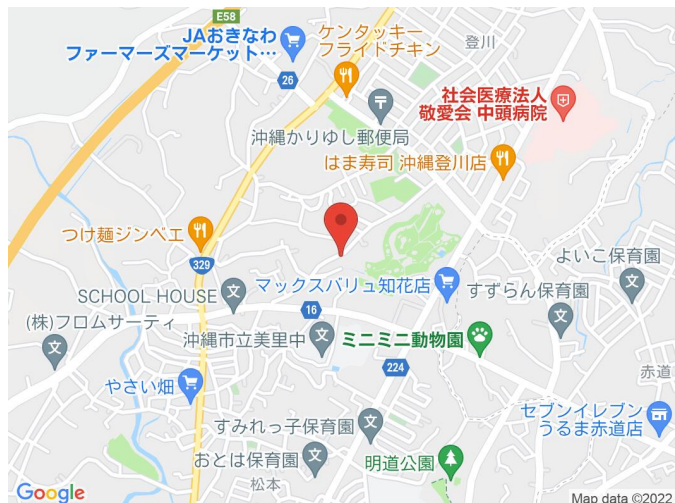 E58
JAおきなわ
ファーマーズマーケット…
ケンタッキー
フライドチキン
登川
26
社会医療法人
敬愛会 中頭病院
沖縄かりゆし郵便局
はま寿司 沖縄登川店
つけ麺ジンベエ
329
よいこ保育園
SCHOOL HOUSE
マックスバリュ知花店
すずらん保育園
16
(株)フロムサーティ
沖縄市立美里中
ミニミニ動物園
224
赤道
やさい畑
セブンイレブン
うるま赤道店
すみれっ子保育園
おとは保育園
明道公園
松本
Google
Map data ©2022